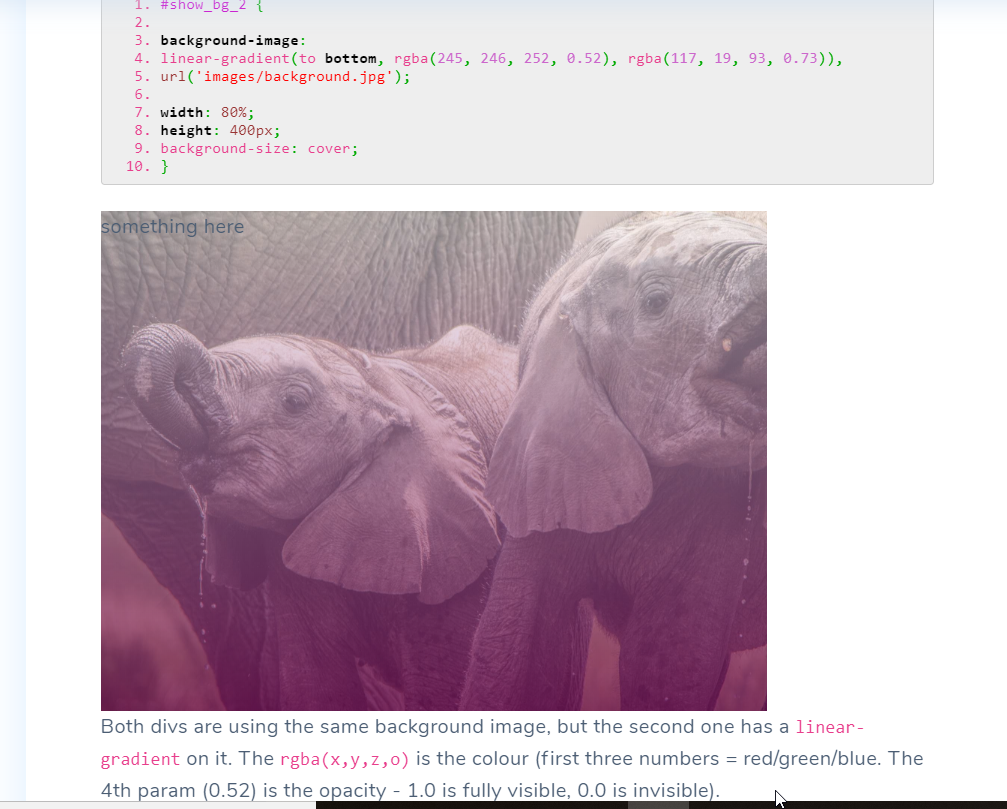 1. #show_bg_2 {
2.
3. background-image:
4. linear-gradient(to bottom, rgba(245, 246, 252, 0.52), rgba(117, 19, 93, 0.73)),
5. url('images/background.jpg');
6.
7. width: 80%;
8. height: 400px;
9. background-size: cover;
10. }
something here
Both divs are using the same background image, but the second one has a linear-
gradient on it. The rgba(x,y,z,o) is the colour (first three numbers = red/green/blue. The
4th param (0.52) is the opacity - 1.0 is fully visible, 0.0 is invisible).